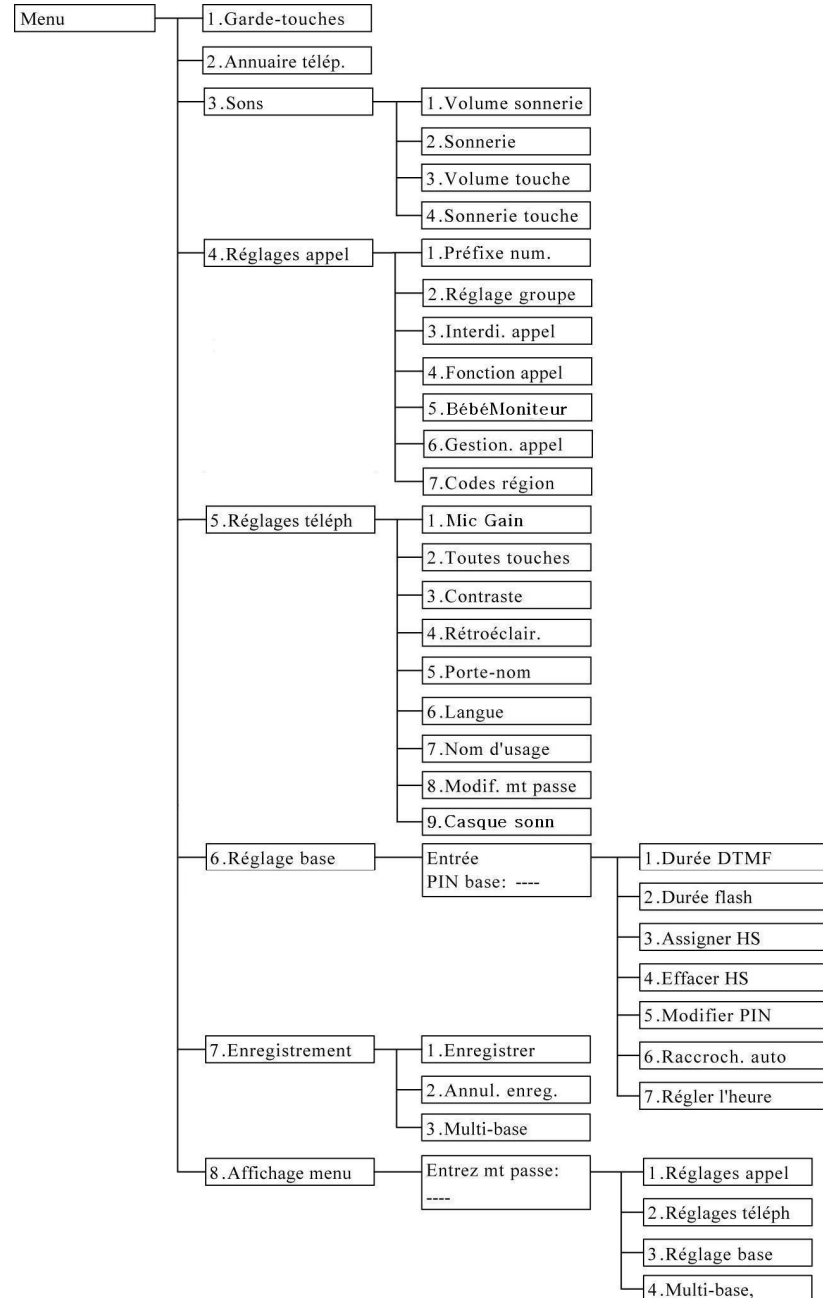 Menu
1.Garde-touches
2.Annuaire télép.
3.Sons
1.Volume sonnerie
2.Sonnerie
3.Volume touche
4.Sonnerie touche
4.Réglages appel
1.Préfixe num.
2.Réglage groupe
3.Interdi. appel
4.Fonction appel
5.BébéMoniteur
6.Gestion. appel
7.Codes région
5.Réglages téléph
1.Mic Gain
2.Toutes touches
3.Contraste
4.Rétroéclair.
5.Porte-nom
6.Langue
7.Nom d'usage
8.Modif. mt passe
9.Casque sonn
6.Réglage base
Entrée
PIN base: ----
1.Durée DTMF
2.Durée flash
3.Assigner HS
4.Effacer HS
5.Modifier PIN
6.Raccroch. auto
7.Régler l'heure
7.Enregistrement
1.Enregistrer
2.Annul. enreg.
3.Multi-base
8.Affichage menu
Entrez mt passe:
----
1.Réglages appel
2.Réglages téléph
3.Réglage base
4.Multi-base,